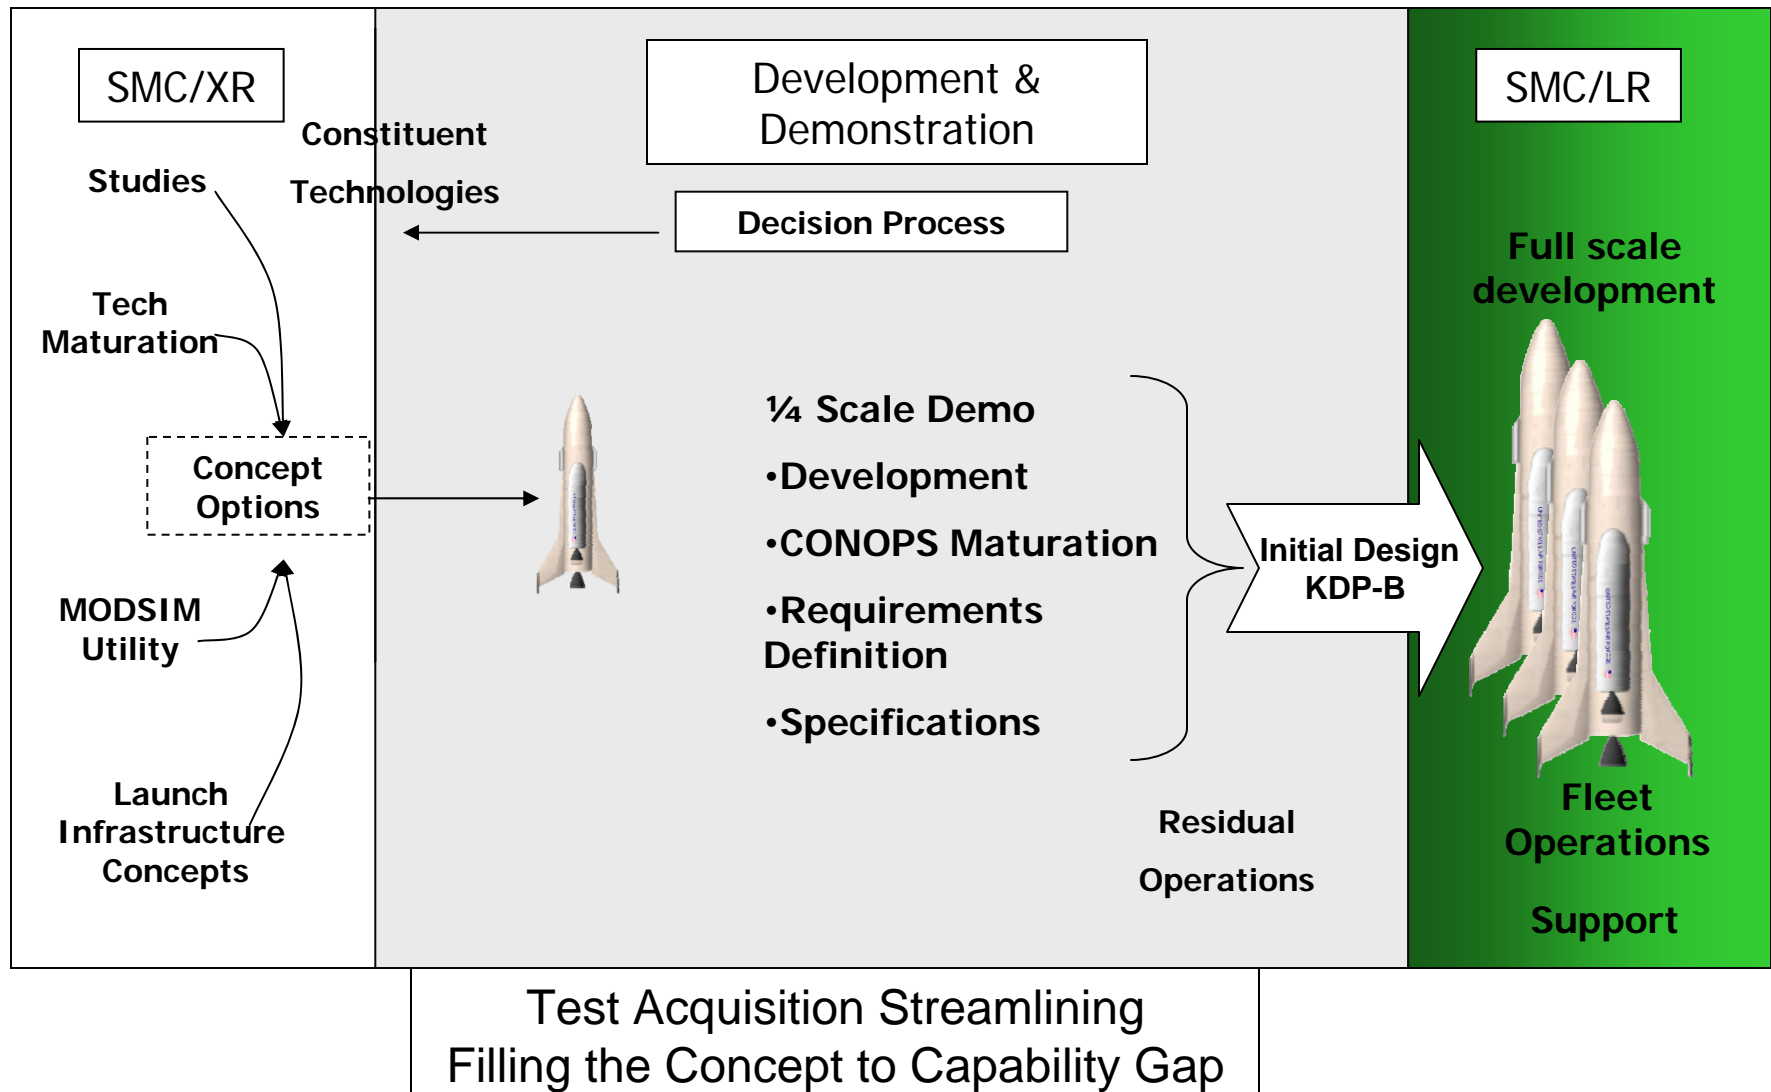 SMC/XR
Studies
Tech
Maturation
Concept
Options
MODSIM
Utility
Launch
Infrastructure
Concepts
Constituent
Technologies
Development &
Demonstration
Decision Process
¼ Scale Demo
•Development
•CONOPS Maturation
•Requirements
Definition
•Specifications
Initial Design
KDP-B
Residual
Operations
SMC/LR
Full scale
development
Fleet
Operations
Support
Test Acquisition Streamlining
Filling the Concept to Capability Gap